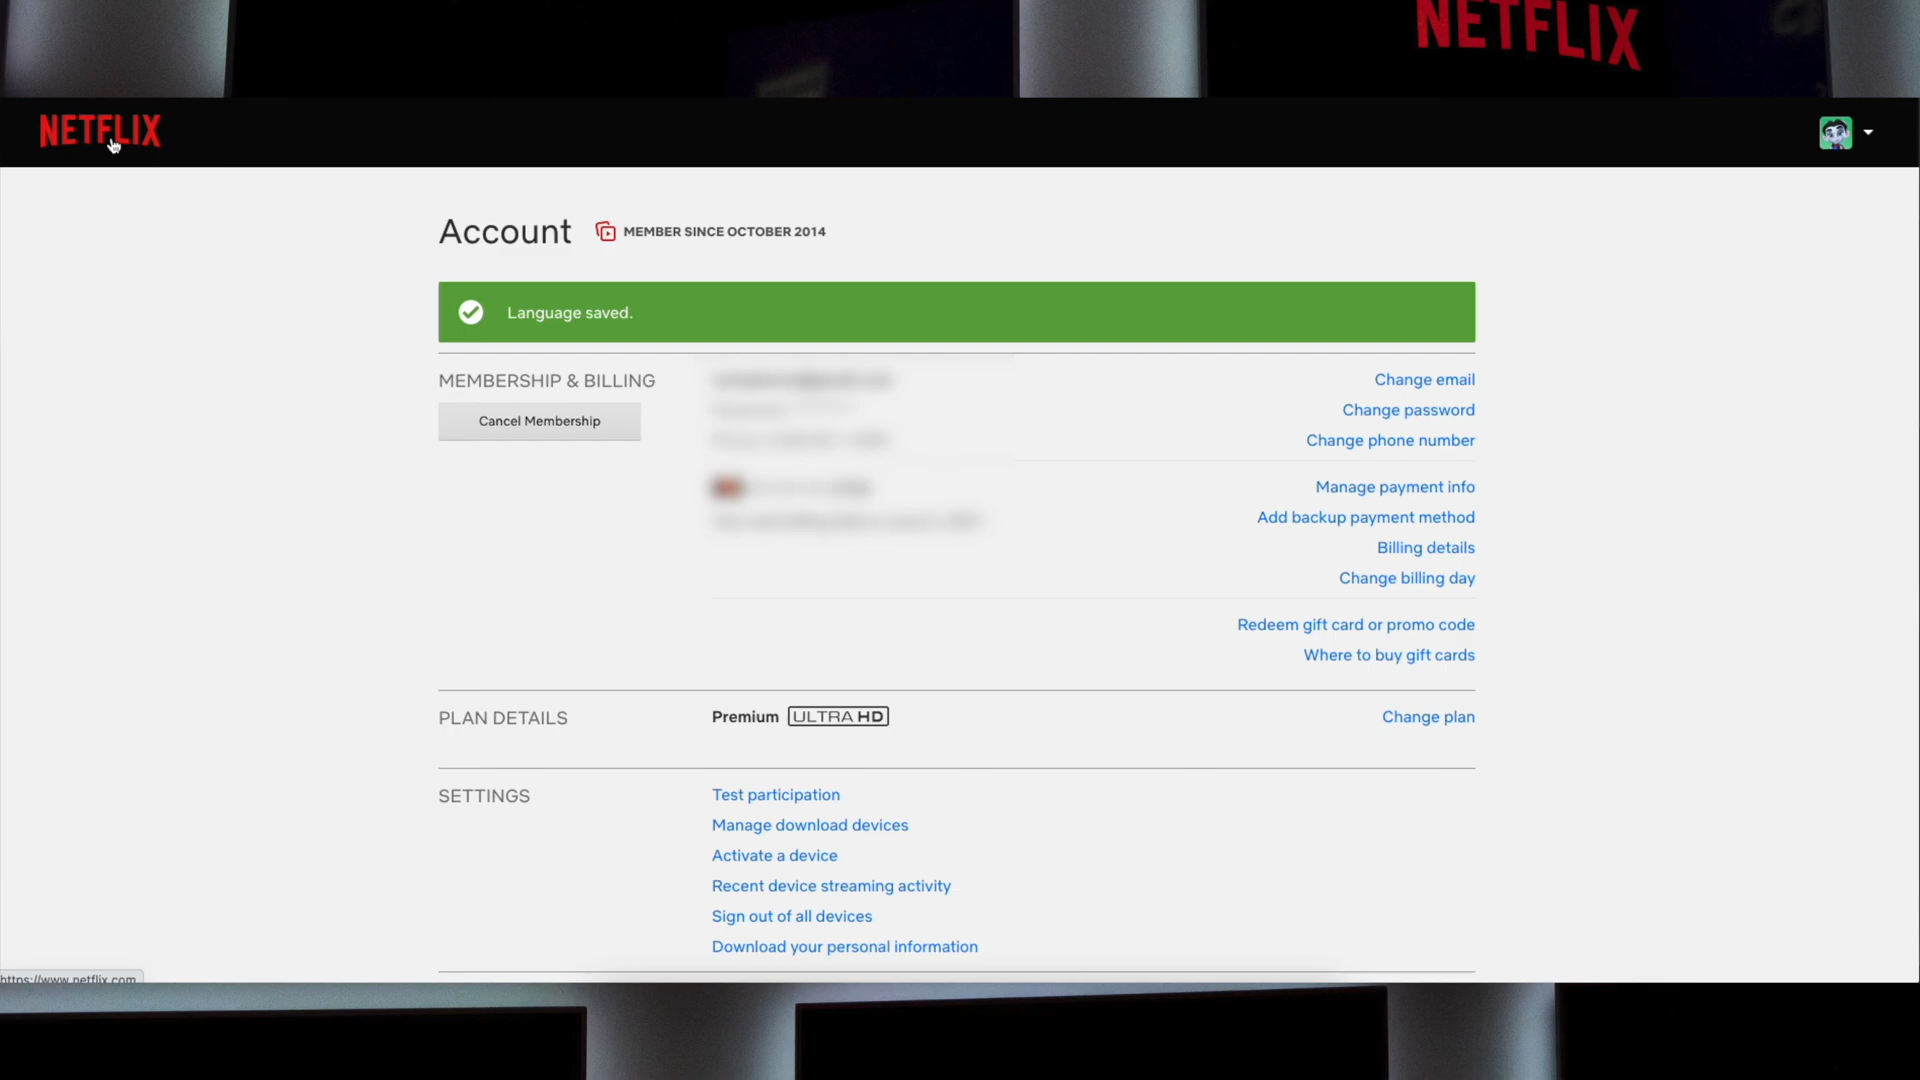 NETFLIX
NETFLIX
Account
MEMBER SINCE OCTOBER 2014
Language saved.
MEMBERSHIP & BILLING
Cancel Membership
Change email
Change password
Change phone number
Manage payment info
Add backup payment method
Billing details
Change billing day
Redeem gift card or promo code
Where to buy gift cards
PLAN DETAILS
Premium ULTRA HD
Change plan
SETTINGS
Test participation
Manage download devices
Activate a device
Recent device streaming activity
Sign out of all devices
Download your personal information
https://www.netflix.com